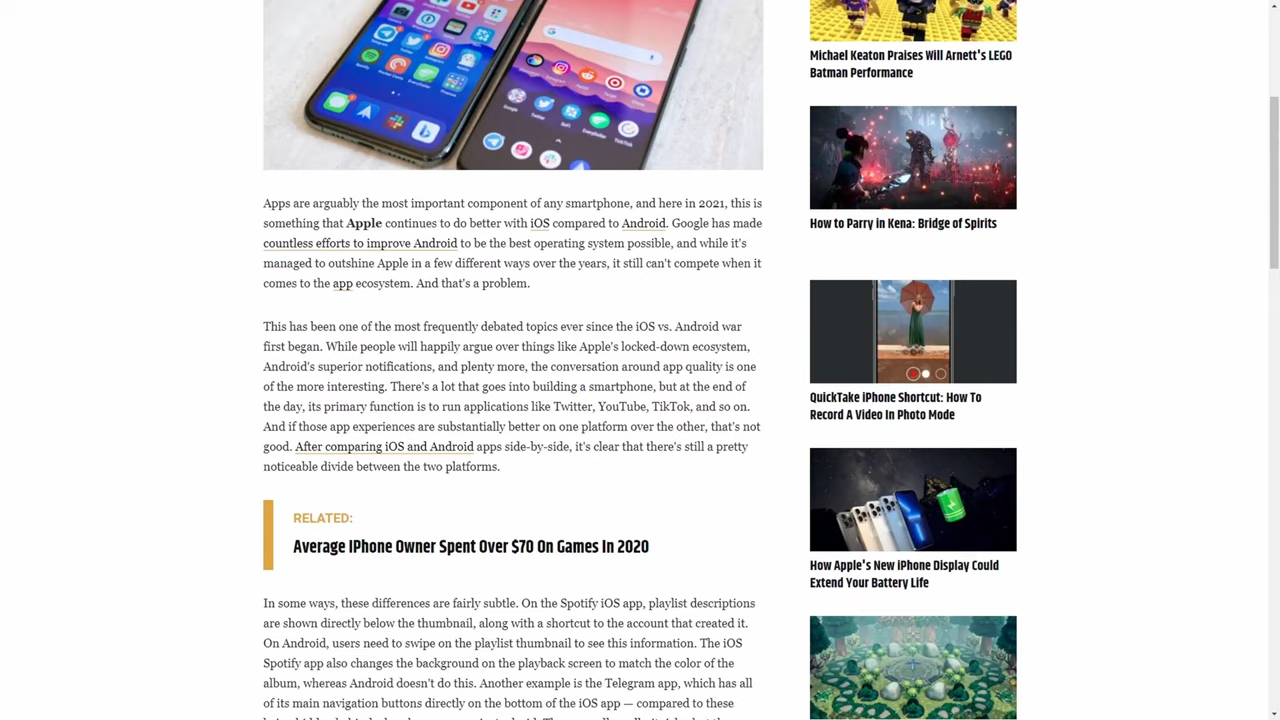 Apps are arguably the most important component of any smartphone, and here in 2021, this is
something that Apple continues to do better with iOS compared to Android. Google has made
countless efforts to improve Android to be the best operating system possible, and while it's
managed to outshine Apple in a few different ways over the years, it still can't compete when it
comes to the app ecosystem. And that's a problem.
This has been one of the most frequently debated topics ever since the iOS vs. Android war
first began. While people will happily argue over things like Apple's locked-down ecosystem,
Android's superior notifications, and plenty more, the conversation around app quality is one
of the more interesting. There's a lot that goes into building a smartphone, but at the end of
the day, its primary function is to run applications like Twitter, YouTube, TikTok, and so on.
And if those app experiences are substantially better on one platform over the other, that's not
good. After comparing iOS and Android apps side-by-side, it's clear that there's still a pretty
noticeable divide between the two platforms.
RELATED:
Average IPhone Owner Spent Over $70 On Games In 2020
In some ways, these differences are fairly subtle. On the Spotify iOS app, playlist descriptions
are shown directly below the thumbnail, along with a shortcut to the account that created it.
On Android, users need to swipe on the playlist thumbnail to see this information. The iOS
Spotify app also changes the background on the playback screen to match the color of the
album, whereas Android doesn't do this. Another example is the Telegram app, which has all
of its main navigation buttons directly on the bottom of the iOS app — compared to these
Michael Keaton Praises Will Arnett's LEGO
Batman Performance
How to Parry in Kena: Bridge of Spirits
QuickTake iPhone Shortcut: How To
Record A Video In Photo Mode
How Apple's New iPhone Display Could
Extend Your Battery Life